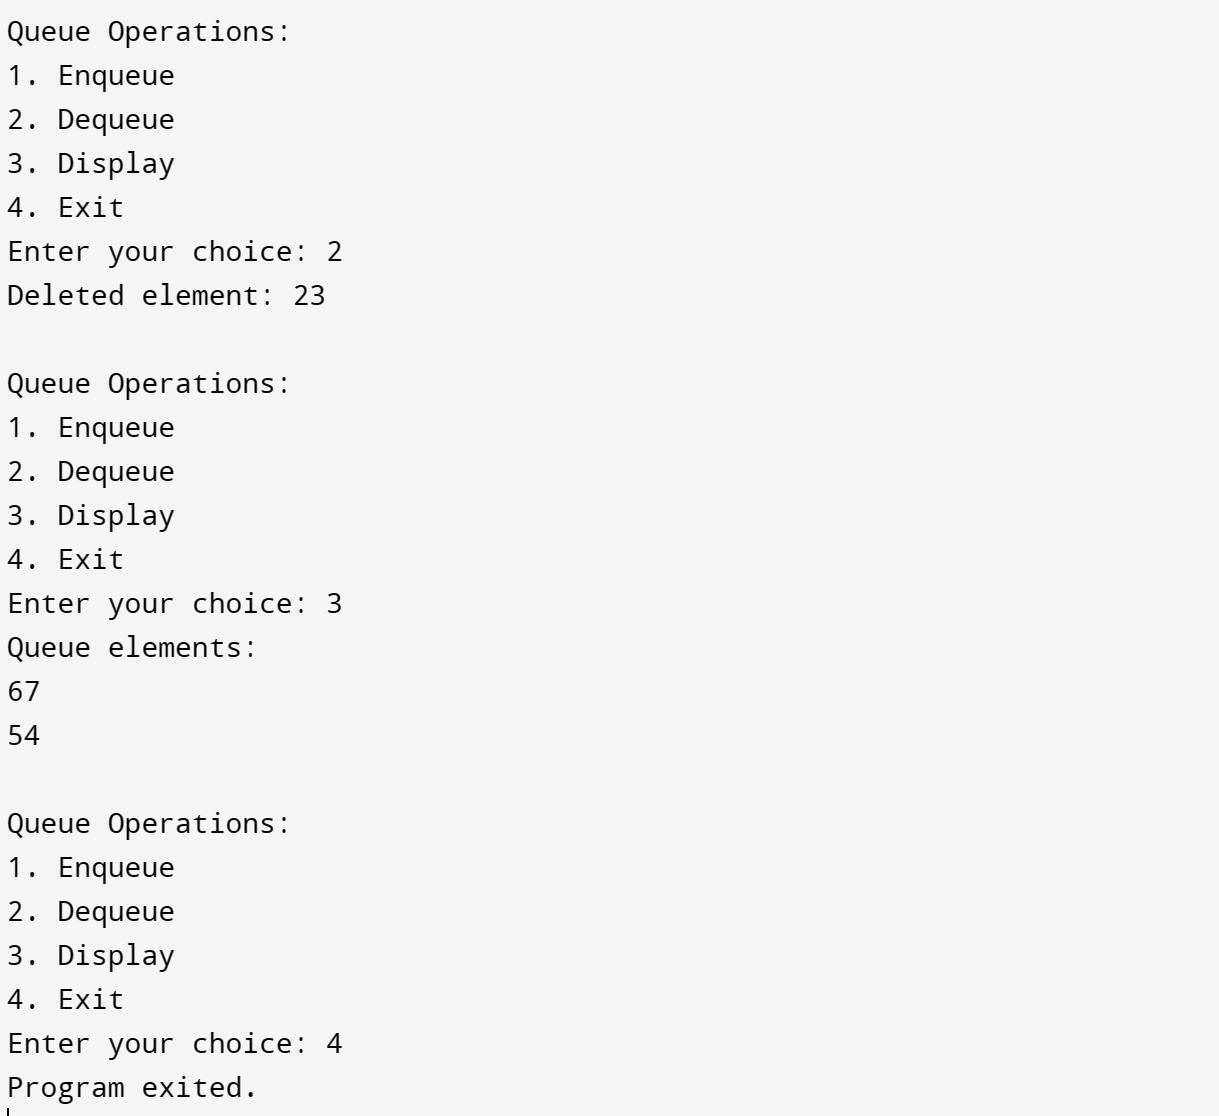 Queue Operations:
1. Enqueue
2. Dequeue
3. Display
4. Exit
Enter your choice: 2
Deleted element: 23

Queue Operations:
1. Enqueue
2. Dequeue
3. Display
4. Exit
Enter your choice: 3
Queue elements:
67
54

Queue Operations:
1. Enqueue
2. Dequeue
3. Display
4. Exit
Enter your choice: 4
Program exited.